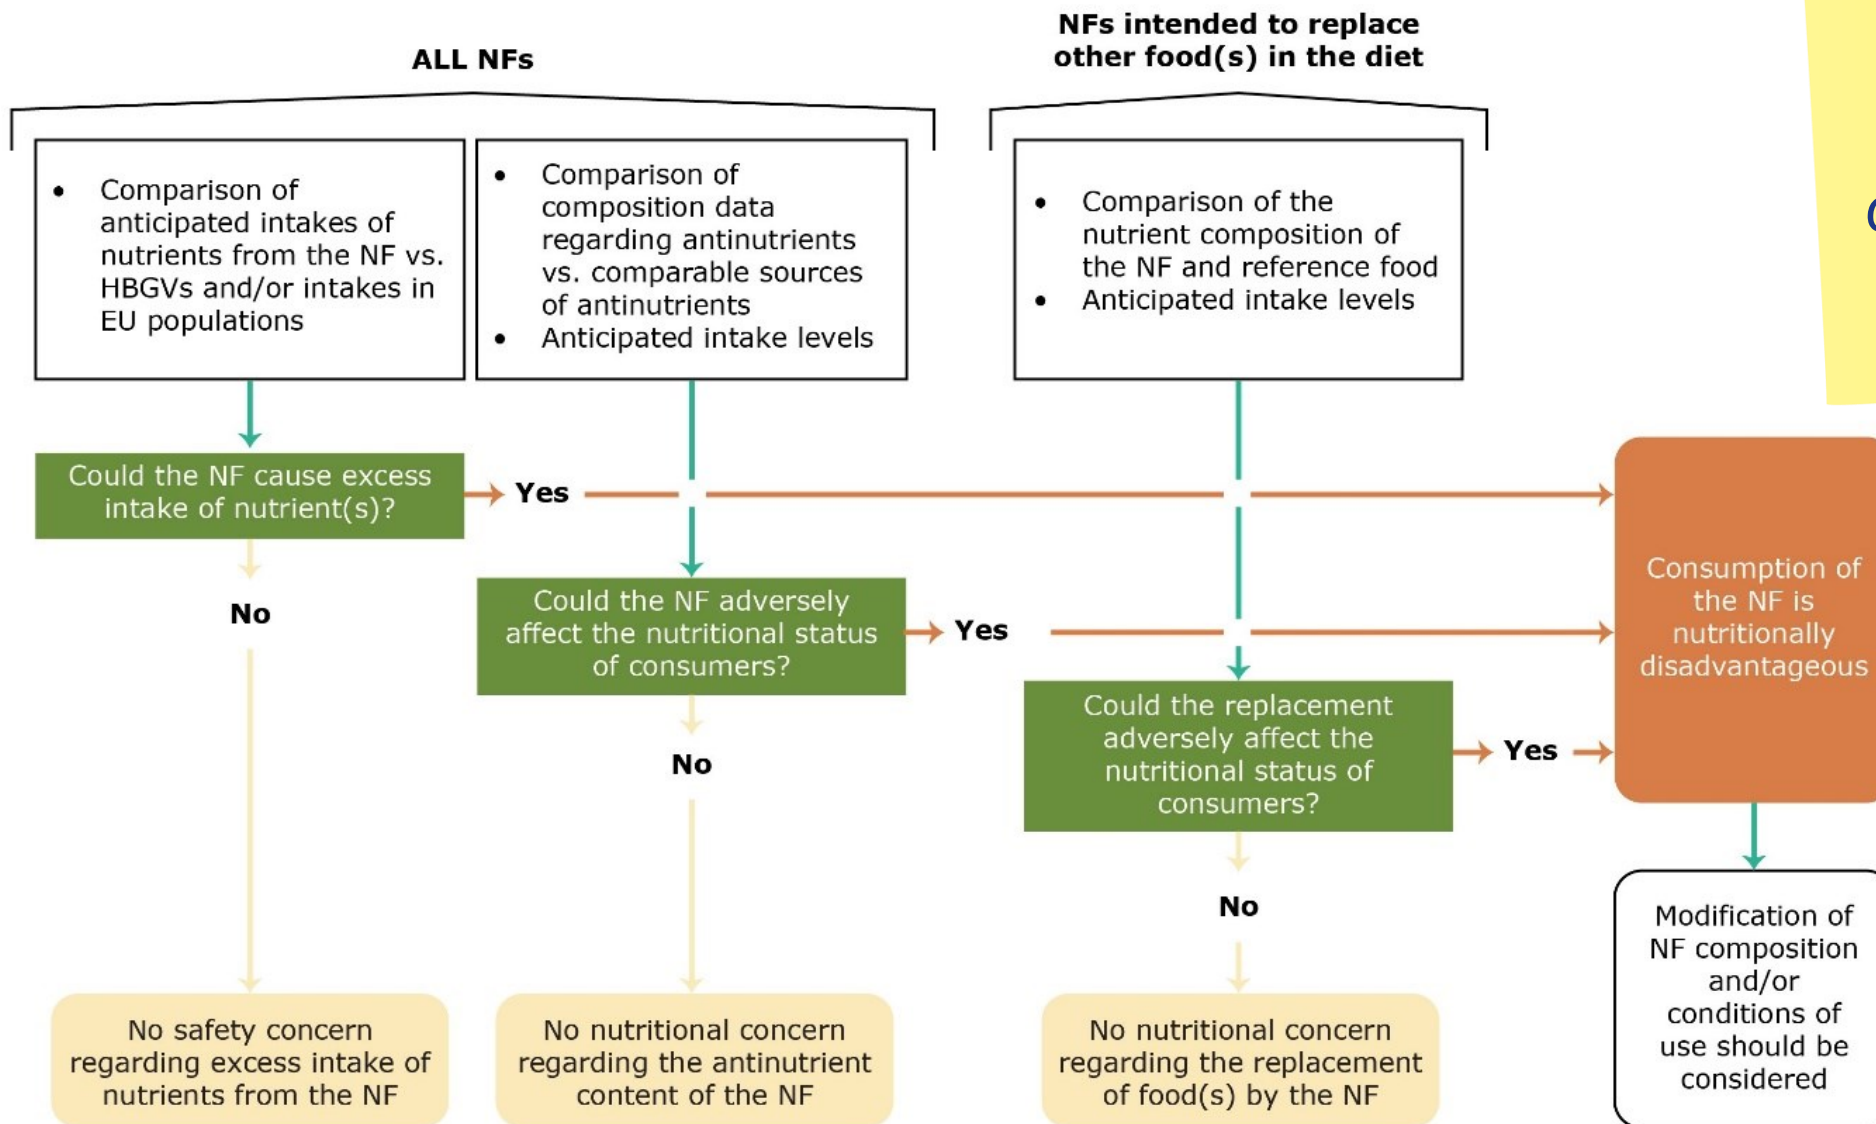 ALL NFs
NFs intended to replace
other food(s) in the diet
• Comparison of
anticipated intakes of
nutrients from the NF vs.
HBGVs and/or intakes in
EU populations
• Comparison of
composition data
regarding antinutrients
vs. comparable sources
of antinutrients
• Anticipated intake levels
• Comparison of the
nutrient composition of
the NF and reference food
• Anticipated intake levels
Could the NF cause excess
intake of nutrient(s)?
Yes
No
Could the NF adversely
affect the nutritional status
of consumers?
Yes
No
Could the replacement
adversely affect the
nutritional status of
consumers?
Yes
No
Consumption of
the NF is
nutritionally
disadvantageous
Modification of
NF composition
and/or
conditions of
use should be
considered
No safety concern
regarding excess intake of
nutrients from the NF
No nutritional concern
regarding the antinutrient
content of the NF
No nutritional concern
regarding the replacement
of food(s) by the NF